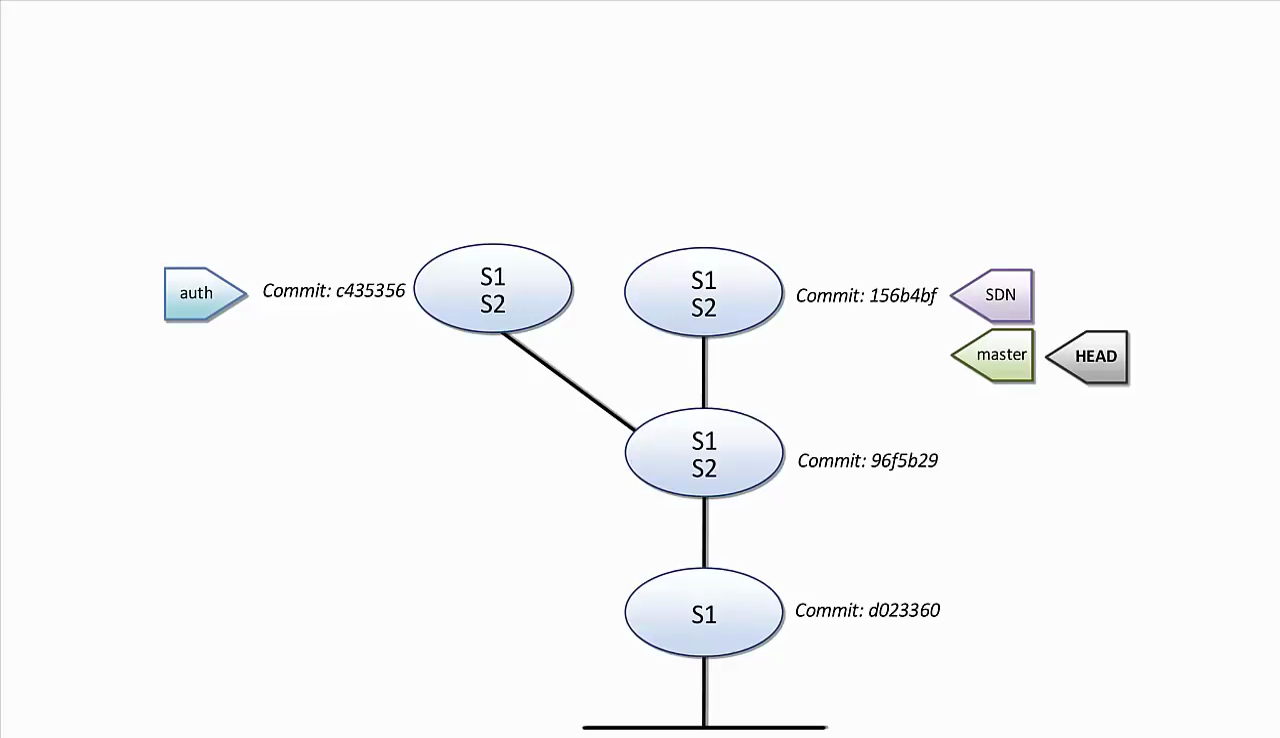 auth
Commit: c435356
S1
S2
S1
S2
Commit: 156b4bf
SDN
master
HEAD
S1
S2
Commit: 96f5b29
S1
Commit: d023360